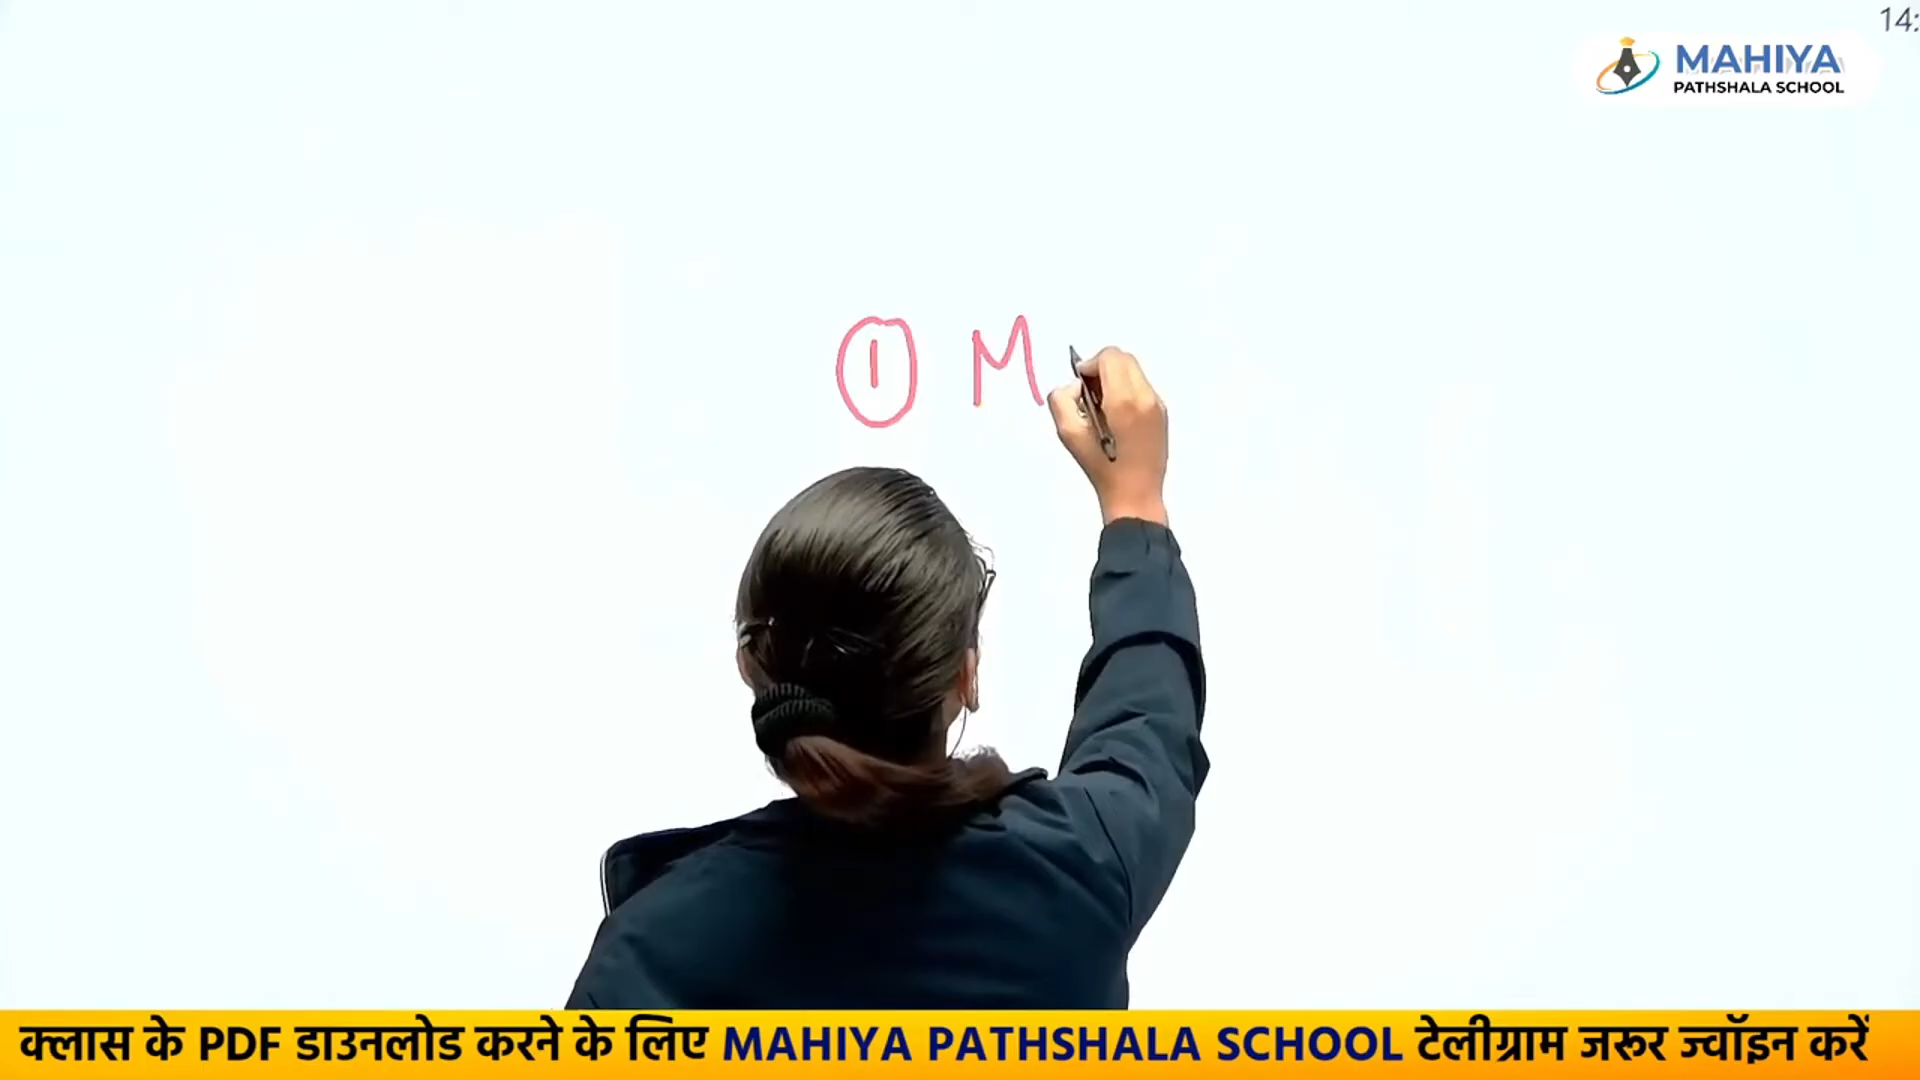 14:
MAHIYA
PATHSHALA SCHOOL
① M
क्लास के PDF डाउनलोड करने के लिए MAHIYA PATHSHALA SCHOOL टेलीग्राम जरूर ज्वॉइन करें